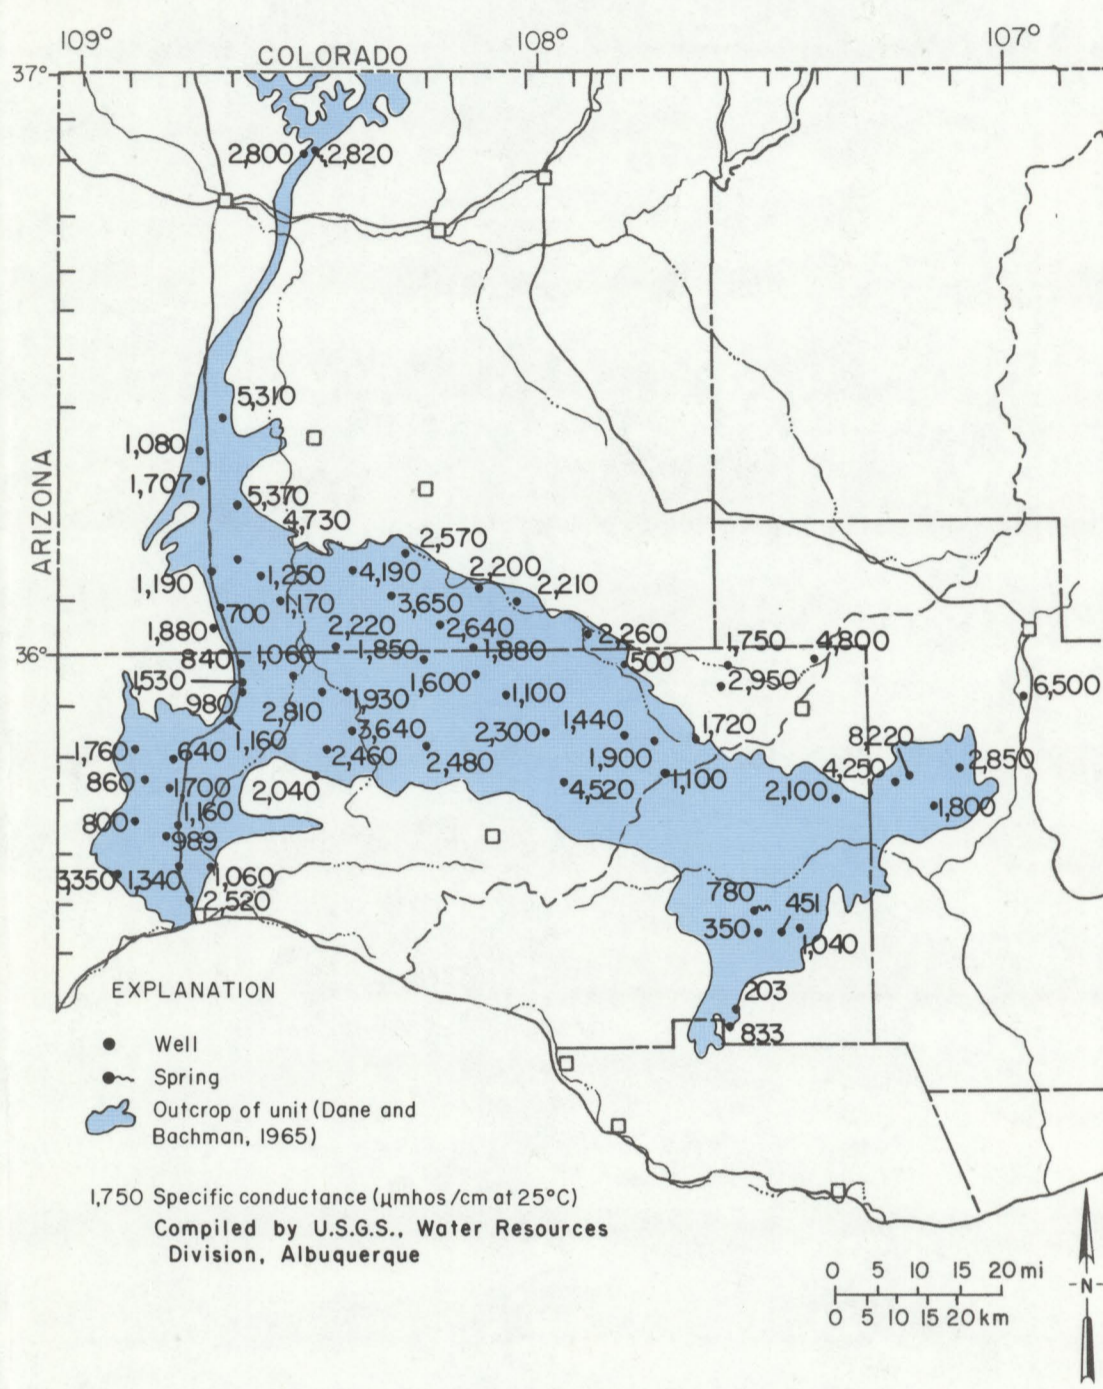 109° 108° 107°
COLORADO
37°
2,800 2,820
5,310
1,080
1,707
5,370
4,730
ARIZONA
2,570
1,190 1,250 4,190 2,200 2,210
700 1,170 3,650
1,880 2,220 2,640 2,260 1,750 4,800
36°
840 1,060 1,850 1,880 500
1,530 1,600 2,950
980 2,810 1,930 1,100 6,500
1,160 3,640 2,300 1,440 1,720
1,760 640 2,460 2,480 1,900 8220 2,850
860 1,700 2,040 4,520 1,100 2,100 4,250
800 1,160 1,800
989
3350 1,340 1,060
2,520 780 451
350 1,040
203
833
EXPLANATION
Well
Spring
Outcrop of unit (Dane and
Bachman, 1965)
1,750 Specific conductance (µmhos/cm at 25°C)
Compiled by U.S.G.S., Water Resources
Division, Albuquerque
0 5 10 15 20 mi
0 5 10 15 20 km
N